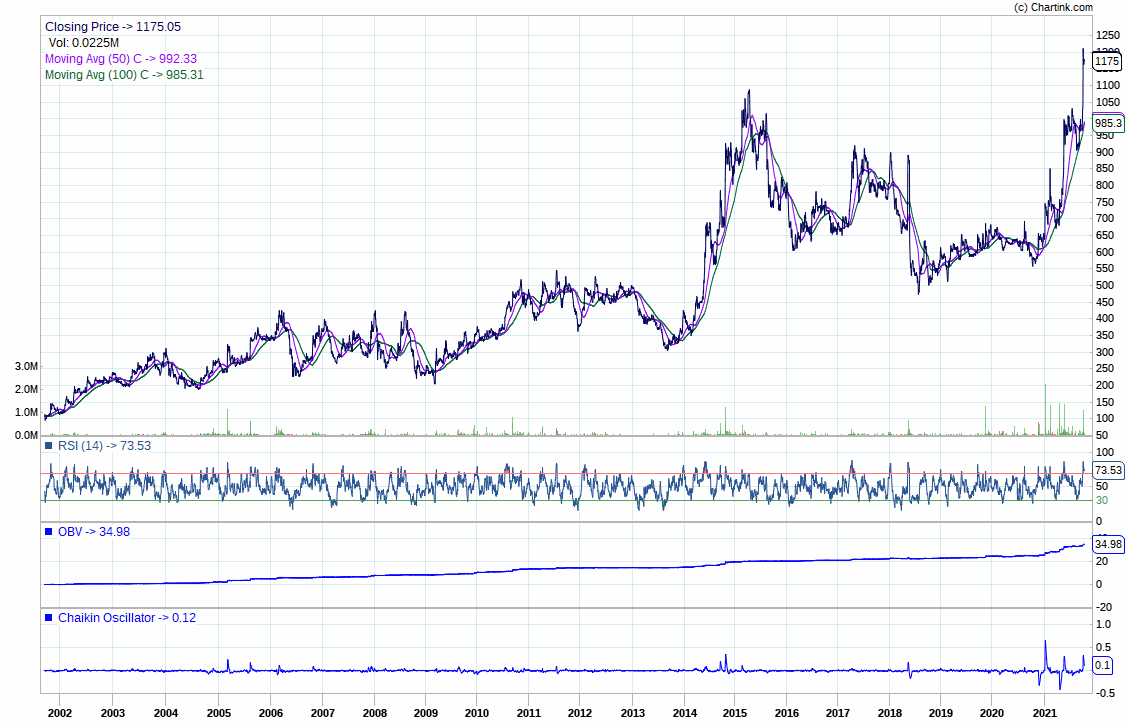 (c) Chartink.com
Closing Price -> 1175.05
Vol: 0.0225M
Moving Avg (50) C -> 992.33
Moving Avg (100) C -> 985.31
1250
1200
1175
1100
1050
985.3
950
900
850
800
750
700
650
600
550
500
450
400
350
300
250
200
150
100
50
3.0M
2.0M
1.0M
0.0M
RSI (14) -> 73.53
100
73.53
50
30
0
OBV -> 34.98
34.98
20
0
-20
Chaikin Oscillator -> 0.12
1.0
0.5
0.1
-0.5
2002 2003 2004 2005 2006 2007 2008 2009 2010 2011 2012 2013 2014 2015 2016 2017 2018 2019 2020 2021